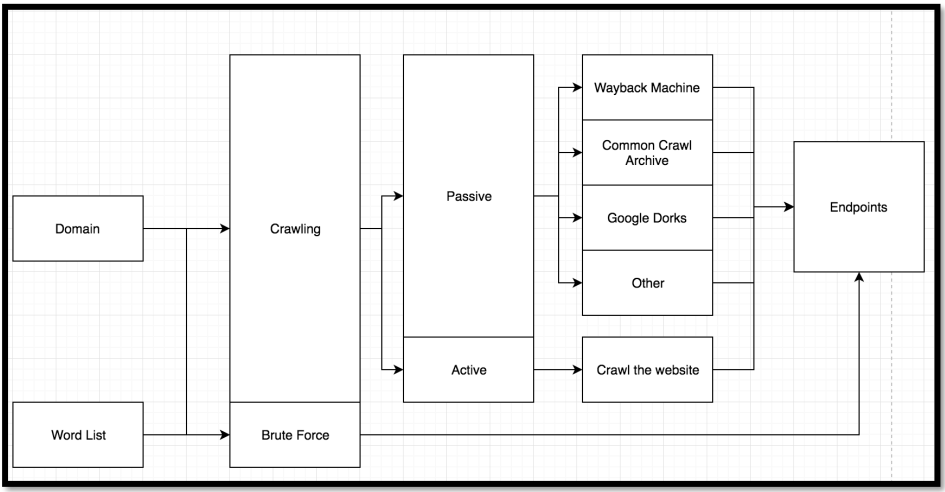 Domain
Word List
Crawling
Brute Force
Passive
Active
Wayback Machine
Common Crawl
Archive
Google Dorks
Other
Crawl the website
Endpoints